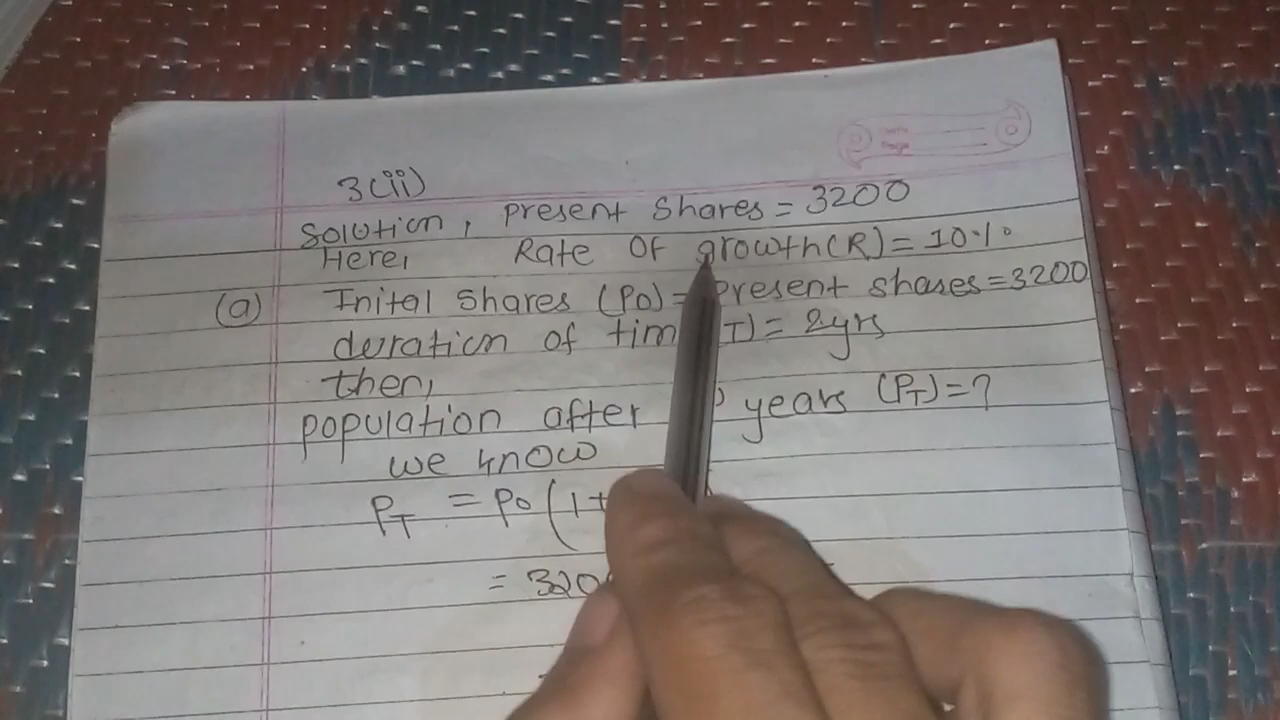 3(ii)
Solution, Present Shares = 3200
Here, Rate Of growth(R) = 10%
(a) Inital Shares (Po) = Present shares = 3200
duration of tim T) = 2yrs
then,
population after years (PT) = ?
we know
PT = Po (1+
= 320